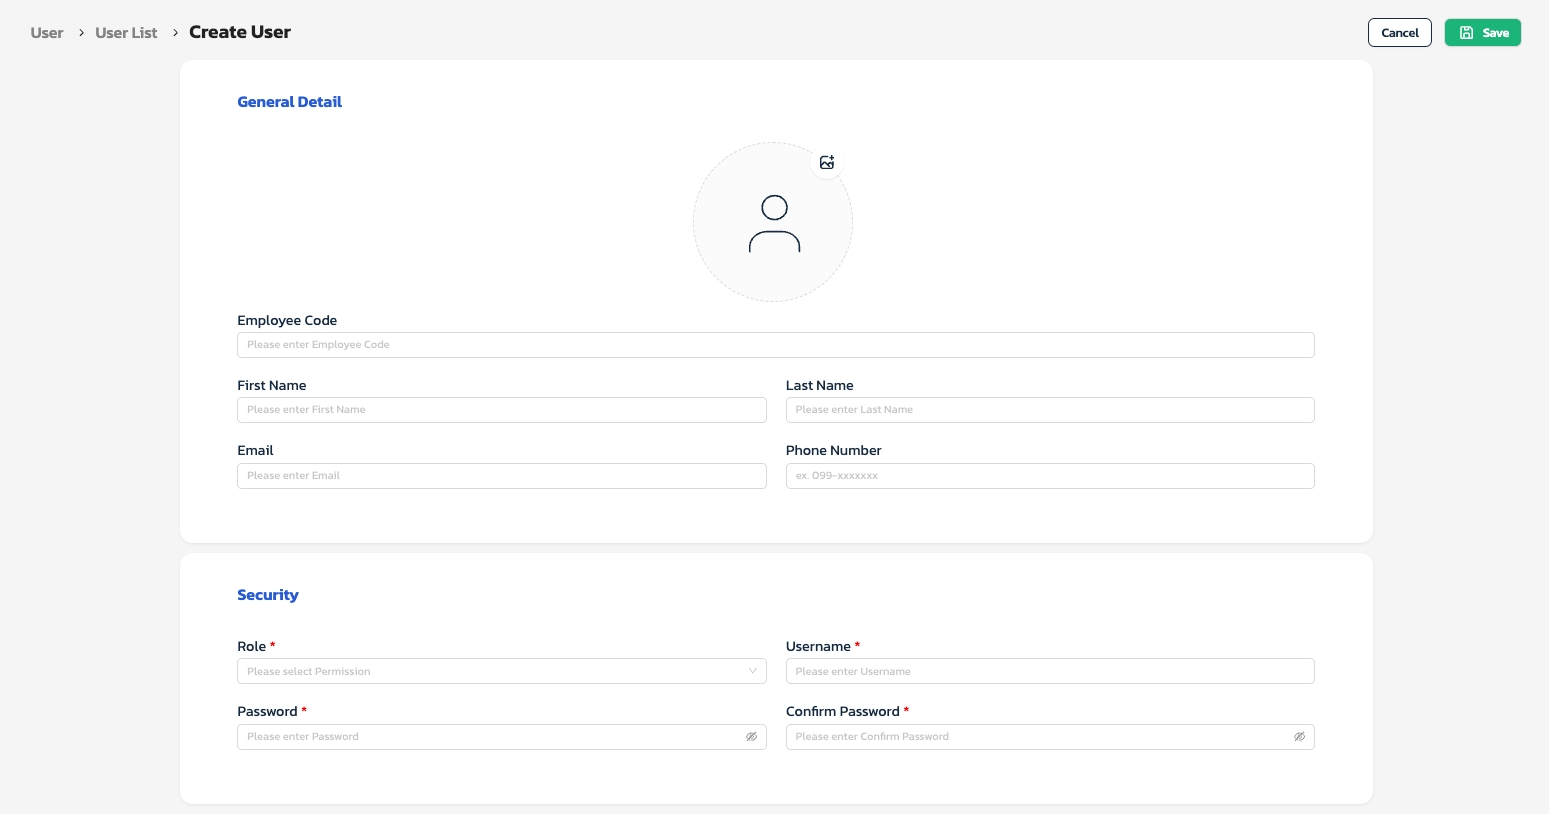 User > User List > Create User
Cancel
Save
General Detail
Employee Code
Please enter Employee Code
First Name
Last Name
Please enter First Name
Please enter Last Name
Email
Phone Number
Please enter Email
ex. 099-xxxxxxx
Security
Role *
Username *
Please select Permission
Please enter Username
Password *
Confirm Password *
Please enter Password
Please enter Confirm Password